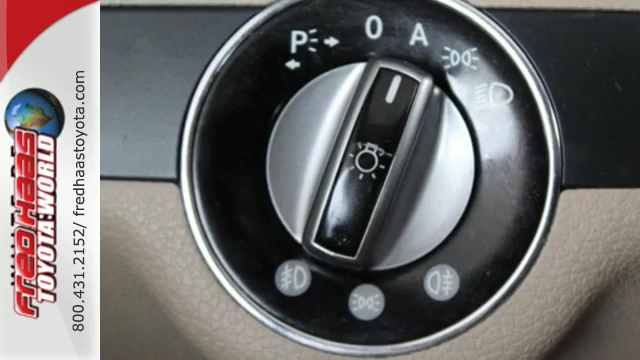 P 0 A
FRED HAAS
TOYOTA WORLD
800.431.2152/ fredhaastoyota.com